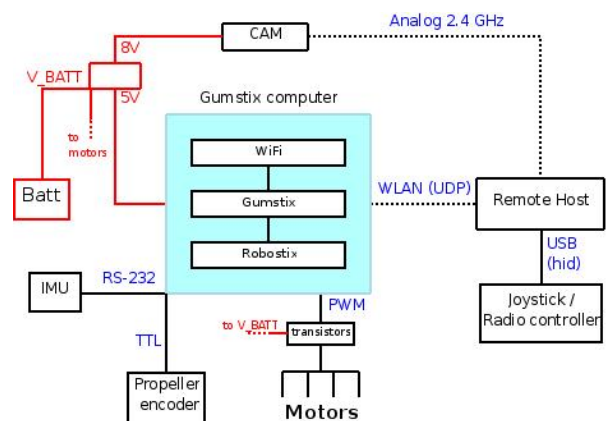 CAM
Analog 2.4 GHz
8V
V_BATT
5V
to
motors
Batt
Gumstix computer
WiFi
Gumstix
Robostix
WLAN (UDP)
Remote Host
USB
(hid)
Joystick /
Radio controller
IMU
RS-232
TTL
Propeller
encoder
PWM
to V_BATT
transistors
Motors